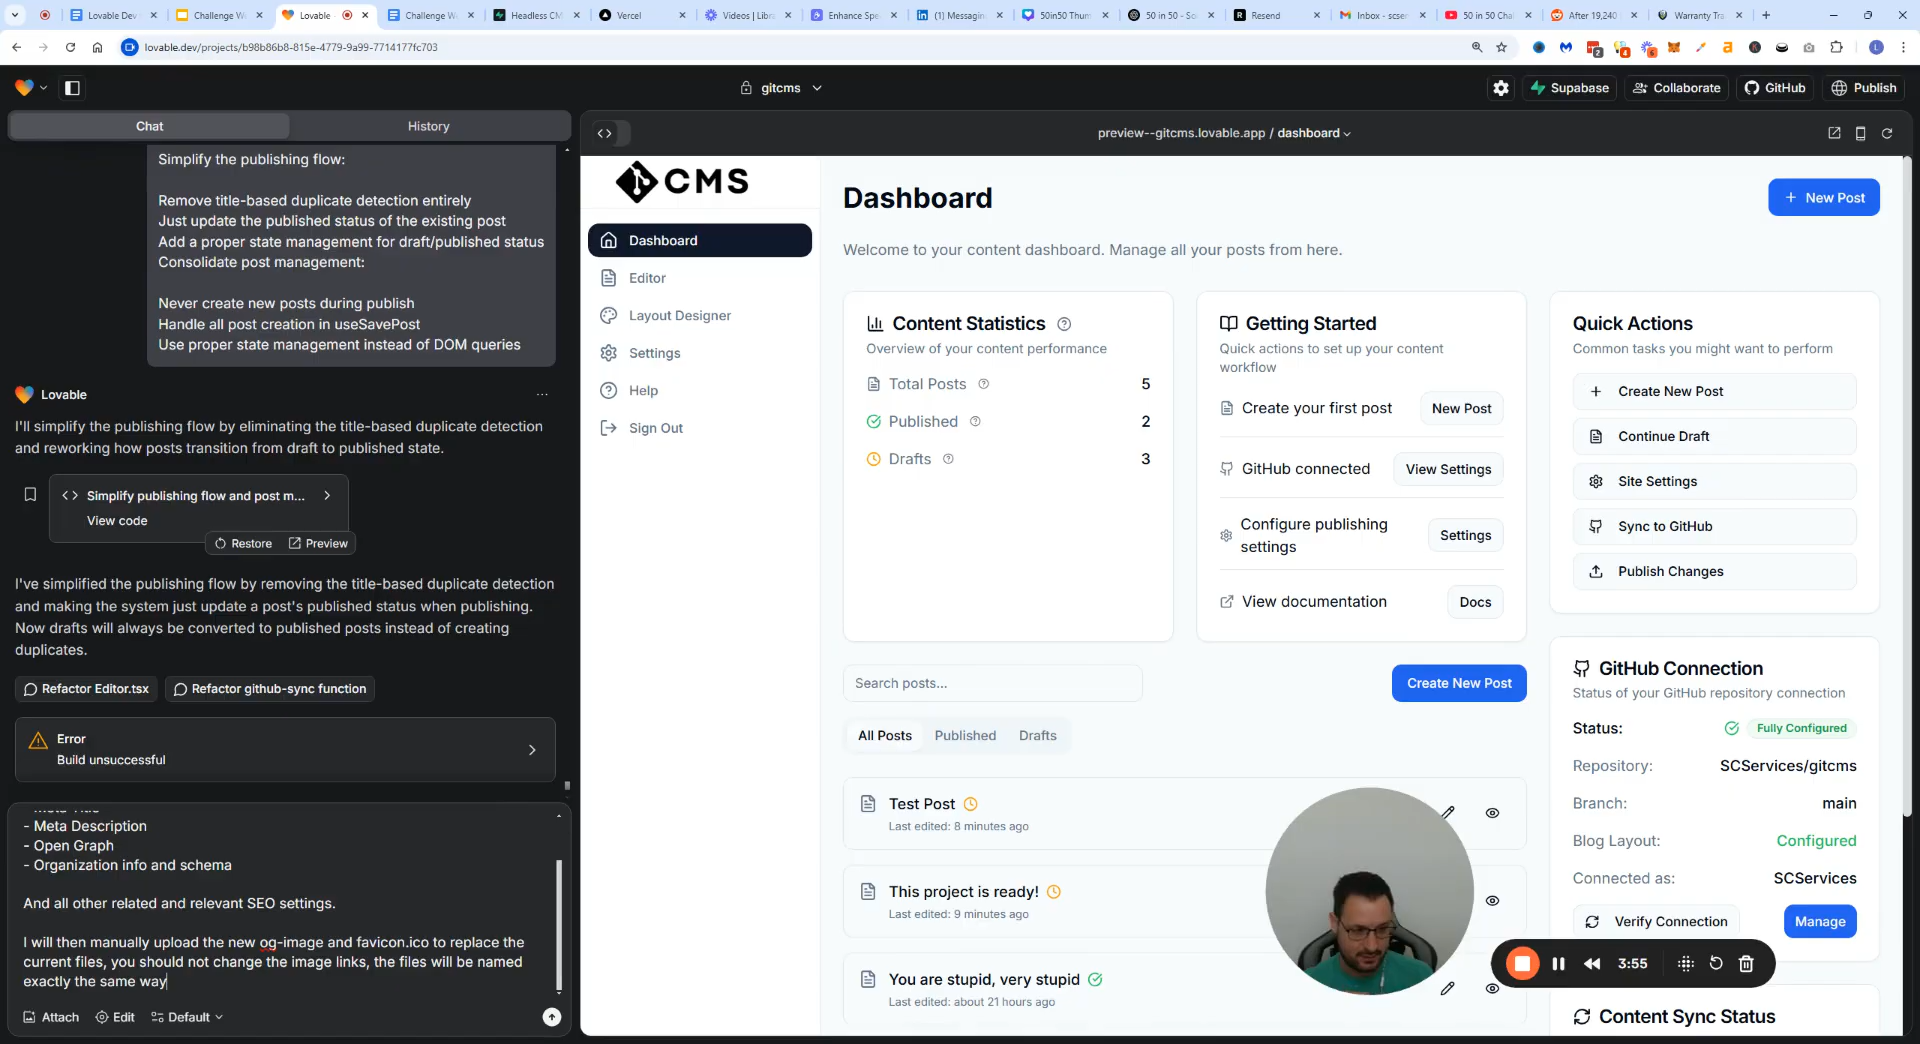 Lovable Dev
Challenge W
Lovable
Challenge W
Headless CM
Vercel
Videos | Libra
Enhance Spe
(1) Messagin
50in50 Thum
50 in 50 - So
Resend
Inbox - scser
50 in 50 Chal
After 19,240
Warranty Tra
lovable.dev/projects/b98b86b8-815e-4779-9a99-7714177fc703
gitcms
Supabase
Collaborate
GitHub
Publish
Chat
History
preview--gitcms.lovable.app / dashboard
Simplify the publishing flow:
Remove title-based duplicate detection entirely
Just update the published status of the existing post
Add a proper state management for draft/published status
Consolidate post management:
Never create new posts during publish
Handle all post creation in useSavePost
Use proper state management instead of DOM queries
Lovable
I'll simplify the publishing flow by eliminating the title-based duplicate detection
and reworking how posts transition from draft to published state.
Simplify publishing flow and post m...
View code
Restore
Preview
I've simplified the publishing flow by removing the title-based duplicate detection
and making the system just update a post's published status when publishing.
Now drafts will always be converted to published posts instead of creating
duplicates.
Refactor Editor.tsx
Refactor github-sync function
Error
Build unsuccessful
- Meta Description
- Open Graph
- Organization info and schema
And all other related and relevant SEO settings.
I will then manually upload the new og-image and favicon.ico to replace the
current files, you should not change the image links, the files will be named
exactly the same way
Attach
Edit
Default
CMS
Dashboard
Editor
Layout Designer
Settings
Help
Sign Out
Dashboard
New Post
Welcome to your content dashboard. Manage all your posts from here.
Content Statistics
Overview of your content performance
Total Posts
5
Published
2
Drafts
3
Getting Started
Quick actions to set up your content
workflow
Create your first post
New Post
GitHub connected
View Settings
Configure publishing
settings
Settings
View documentation
Docs
Quick Actions
Common tasks you might want to perform
Create New Post
Continue Draft
Site Settings
Sync to GitHub
Publish Changes
Search posts...
Create New Post
All Posts
Published
Drafts
Test Post
Last edited: 8 minutes ago
This project is ready!
Last edited: 9 minutes ago
You are stupid, very stupid
Last edited: about 21 hours ago
GitHub Connection
Status of your GitHub repository connection
Status:
Fully Configured
Repository:
SCServices/gitcms
Branch:
main
Blog Layout:
Configured
Connected as:
SCServices
Verify Connection
Manage
3:55
Content Sync Status